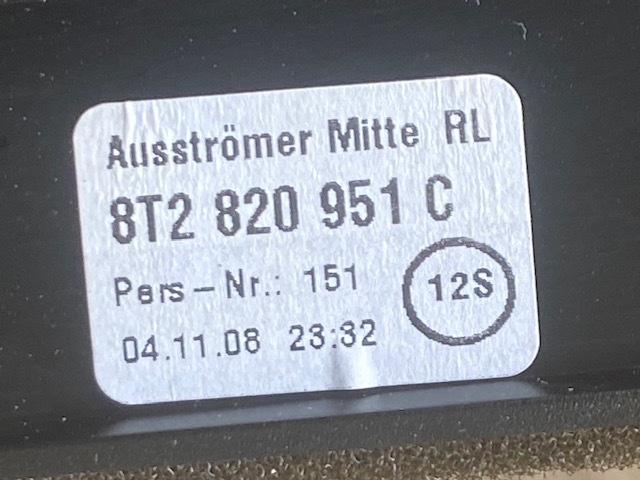 Ausströmer Mitte RL
8T2 820 951 C
Pers-Nr.: 151
12S
04.11.08 23:32